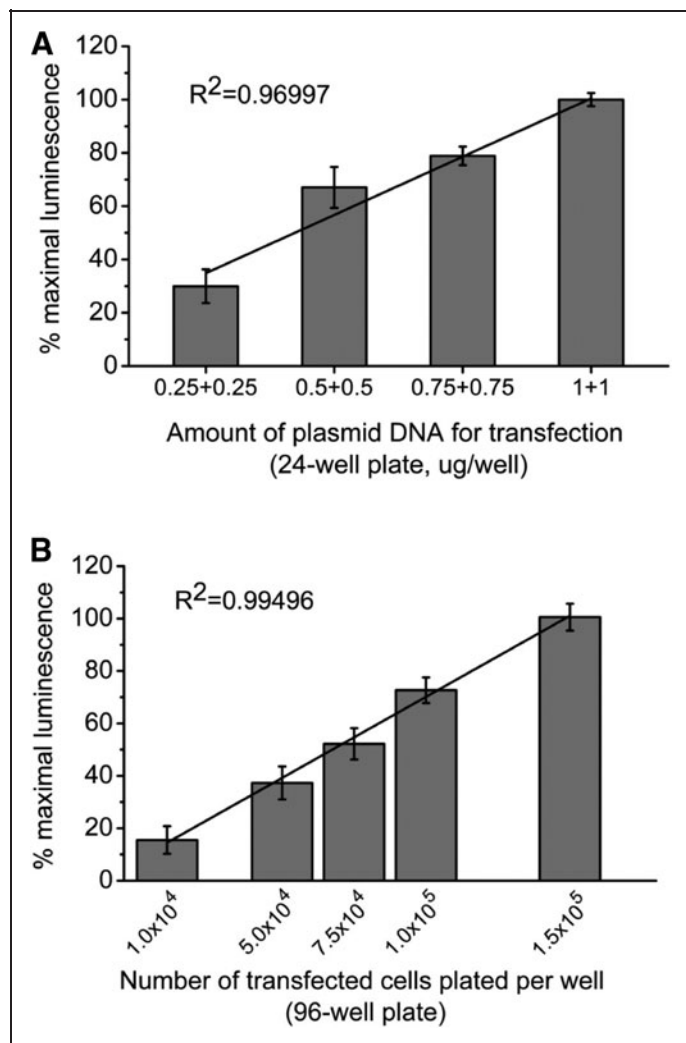 A
120
100
80
60
40
20
0
% maximal luminescence
R²=0.96997
0.25+0.25 0.5+0.5 0.75+0.75 1+1
Amount of plasmid DNA for transfection
(24-well plate, ug/well)
B
120
100
80
60
40
20
0
% maximal luminescence
R²=0.99496
1.0x10⁴ 5.0x10⁴ 7.5x10⁴ 1.0x10⁵ 1.5x10⁵
Number of transfected cells plated per well
(96-well plate)